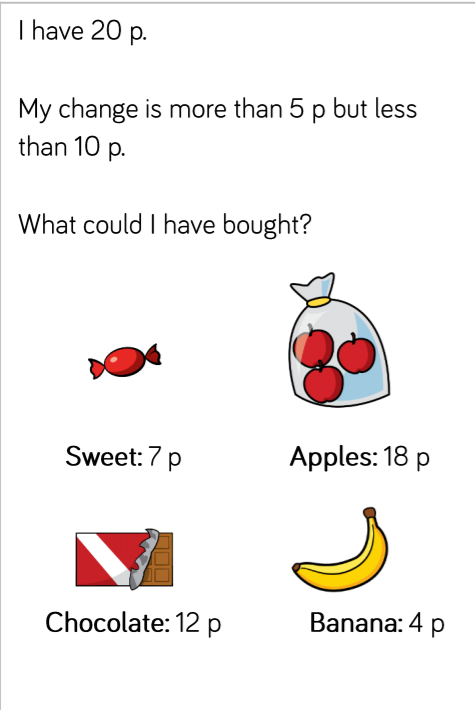 I have 20 p.
My change is more than 5 p but less
than 10 p.
What could I have bought?
Sweet: 7 p
Apples: 18 p
Chocolate: 12 p
Banana: 4 p